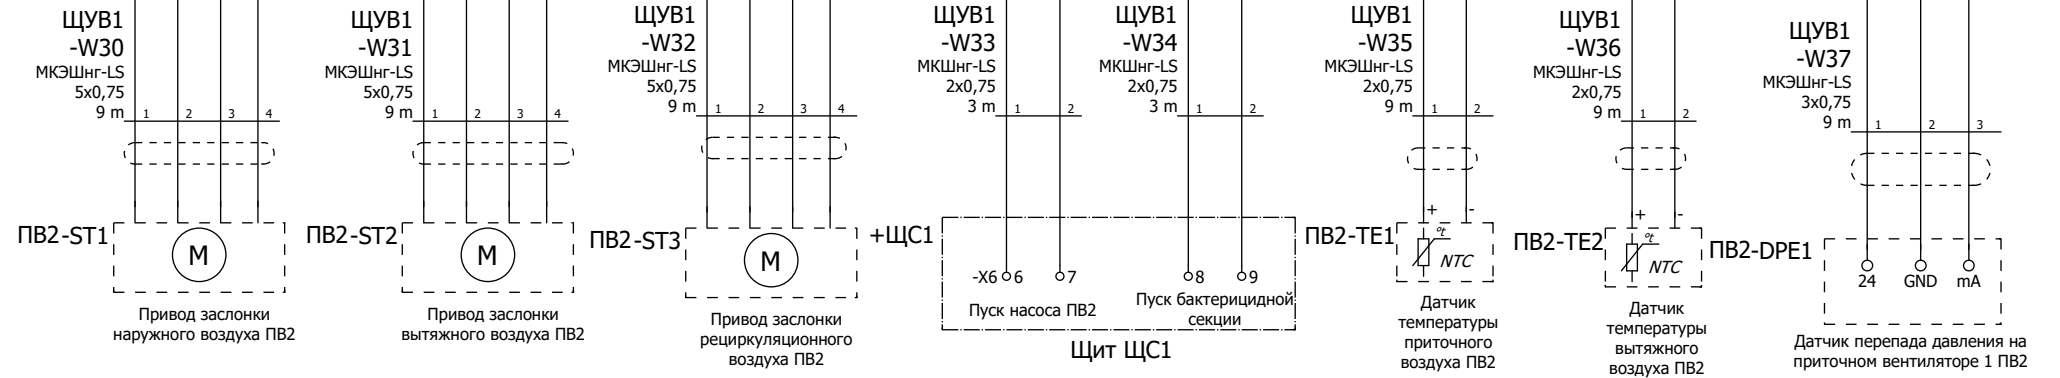 ЩУВ1
-W30
МКЭШнг-LS
5x0,75
9 m
1 2 3 4
ПВ2-ST1
M
Привод заслонки
наружного воздуха ПВ2
ЩУВ1
-W31
МКЭШнг-LS
5x0,75
9 m
1 2 3 4
ПВ2-ST2
M
Привод заслонки
вытяжного воздуха ПВ2
ЩУВ1
-W32
МКЭШнг-LS
5x0,75
9 m
1 2 3 4
ПВ2-ST3
M
Привод заслонки
рециркуляционного
воздуха ПВ2
ЩУВ1
-W33
МКШнг-LS
2x0,75
3 m
1 2
ЩУВ1
-W34
МКШнг-LS
2x0,75
3 m
1 2
+ЩС1
-X6 6 7 8 9
Пуск насоса ПВ2
Пуск бактерицидной
секции
Щит ЩС1
ЩУВ1
-W35
МКЭШнг-LS
2x0,75
9 m
1 2
+ -
ПВ2-TE1
°t
NTC
Датчик
температуры
приточного
воздуха ПВ2
ЩУВ1
-W36
МКЭШнг-LS
2x0,75
9 m
1 2
+ -
ПВ2-TE2
°t
NTC
Датчик
температуры
вытяжного
воздуха ПВ2
ЩУВ1
-W37
МКЭШнг-LS
3x0,75
9 m
1 2 3
ПВ2-DPE1
24 GND mA
Датчик перепада давления на
приточном вентиляторе 1 ПВ2